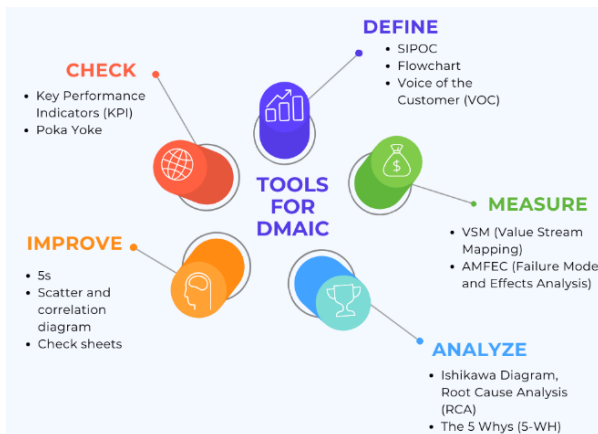 TOOLS
FOR
DMAIC
DEFINE
• SIPOC
• Flowchart
• Voice of the
Customer (VOC)
MEASURE
• VSM (Value Stream
Mapping)
• AMFEC (Failure Mode
and Effects Analysis)
ANALYZE
• Ishikawa Diagram,
Root Cause Analysis
(RCA)
• The 5 Whys (5-WH)
IMPROVE
• 5s
• Scatter and
correlation
diagram
• Check sheets
CHECK
• Key Performance
Indicators (KPI)
• Poka Yoke
$